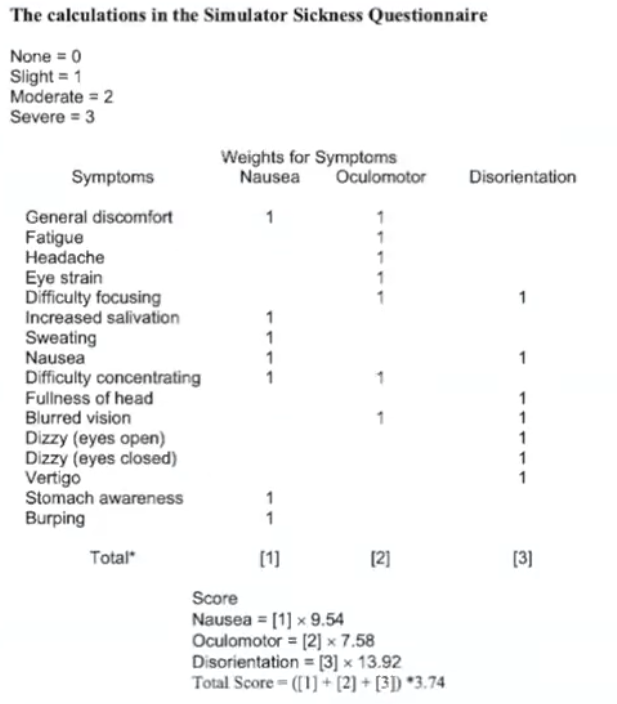 The calculations in the Simulator Sickness Questionnaire
None = 0
Slight = 1
Moderate = 2
Severe = 3
Weights for Symptoms
Symptoms Nausea Oculomotor Disorientation
General discomfort 1 1
Fatigue 1
Headache 1
Eye strain 1
Difficulty focusing 1 1
Increased salivation 1
Sweating 1
Nausea 1 1
Difficulty concentrating 1 1
Fullness of head 1
Blurred vision 1 1
Dizzy (eyes open) 1
Dizzy (eyes closed) 1
Vertigo 1
Stomach awareness 1
Burping 1
Total* [1] [2] [3]
Score
Nausea = [1] × 9.54
Oculomotor = [2] × 7.58
Disorientation = [3] × 13.92
Total Score = ([1] + [2] + [3]) *3.74